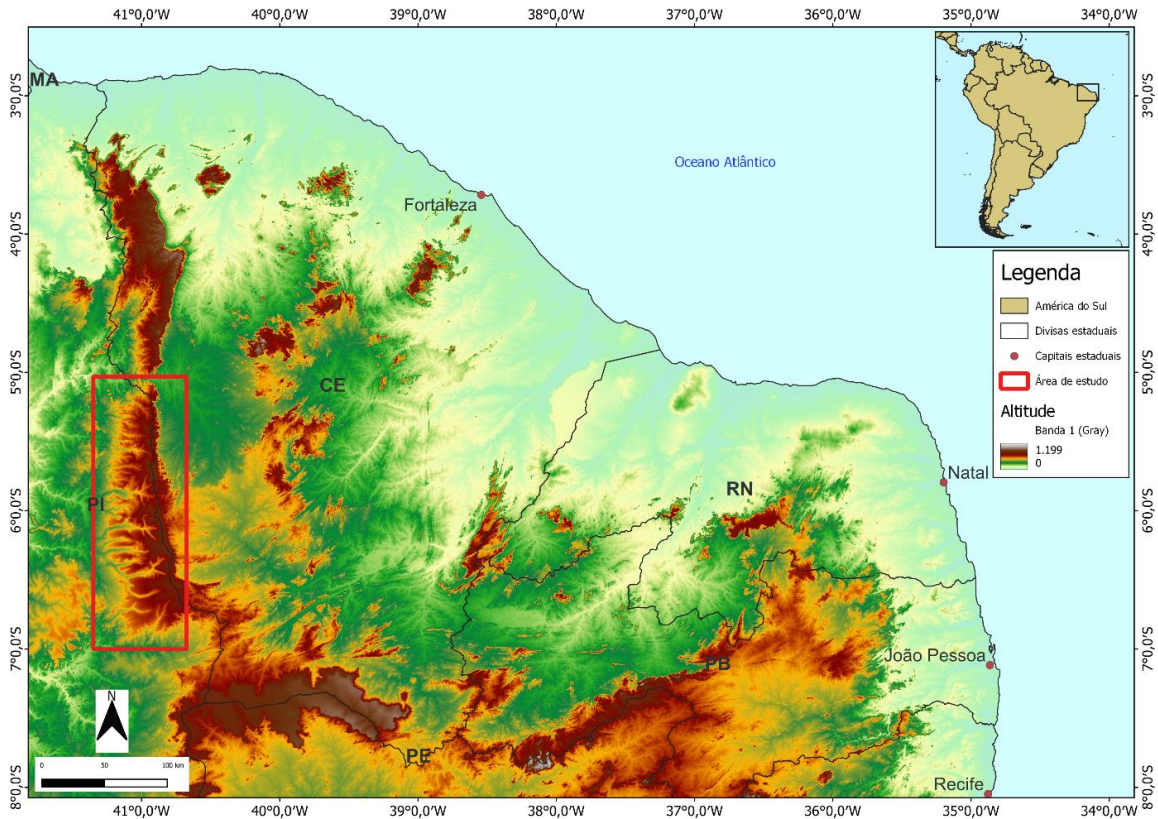 41°0,0'O 40°0,0'O 39°0,0'O 38°0,0'O 37°0,0'O 36°0,0'O 35°0,0'O 34°0,0'O
MA
3°0,0'S
3°0,0'S
Oceano Atlântico
Fortaleza
4°0,0'S
4°0,0'S
Legenda
América do Sul
Divisas estaduais
Capitais estaduais
Área de estudo
Altitude
Banda 1 (Gray)
1.199
0
5°0,0'S
5°0,0'S
CE
Natal
RN
PI
6°0,0'S
6°0,0'S
7°0,0'S
7°0,0'S
João Pessoa
PB
N
PE
0 50 100 km
Recife
8°0,0'S
8°0,0'S
41°0,0'O 40°0,0'O 39°0,0'O 38°0,0'O 37°0,0'O 36°0,0'O 35°0,0'O 34°0,0'O